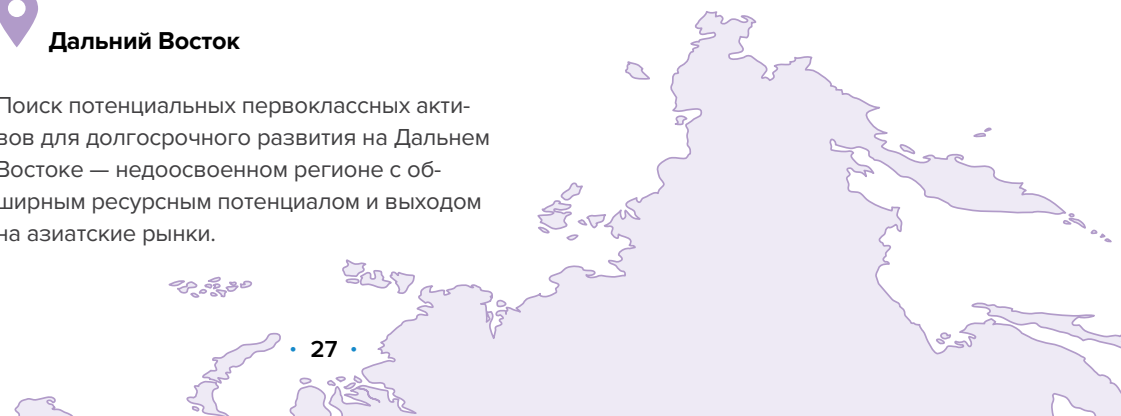 Дальний Восток
Поиск потенциальных первоклассных акти-
вов для долгосрочного развития на Дальнем
Востоке — недоосвоенном регионе с об-
ширным ресурсным потенциалом и выходом
на азиатские рынки.
• 27 •